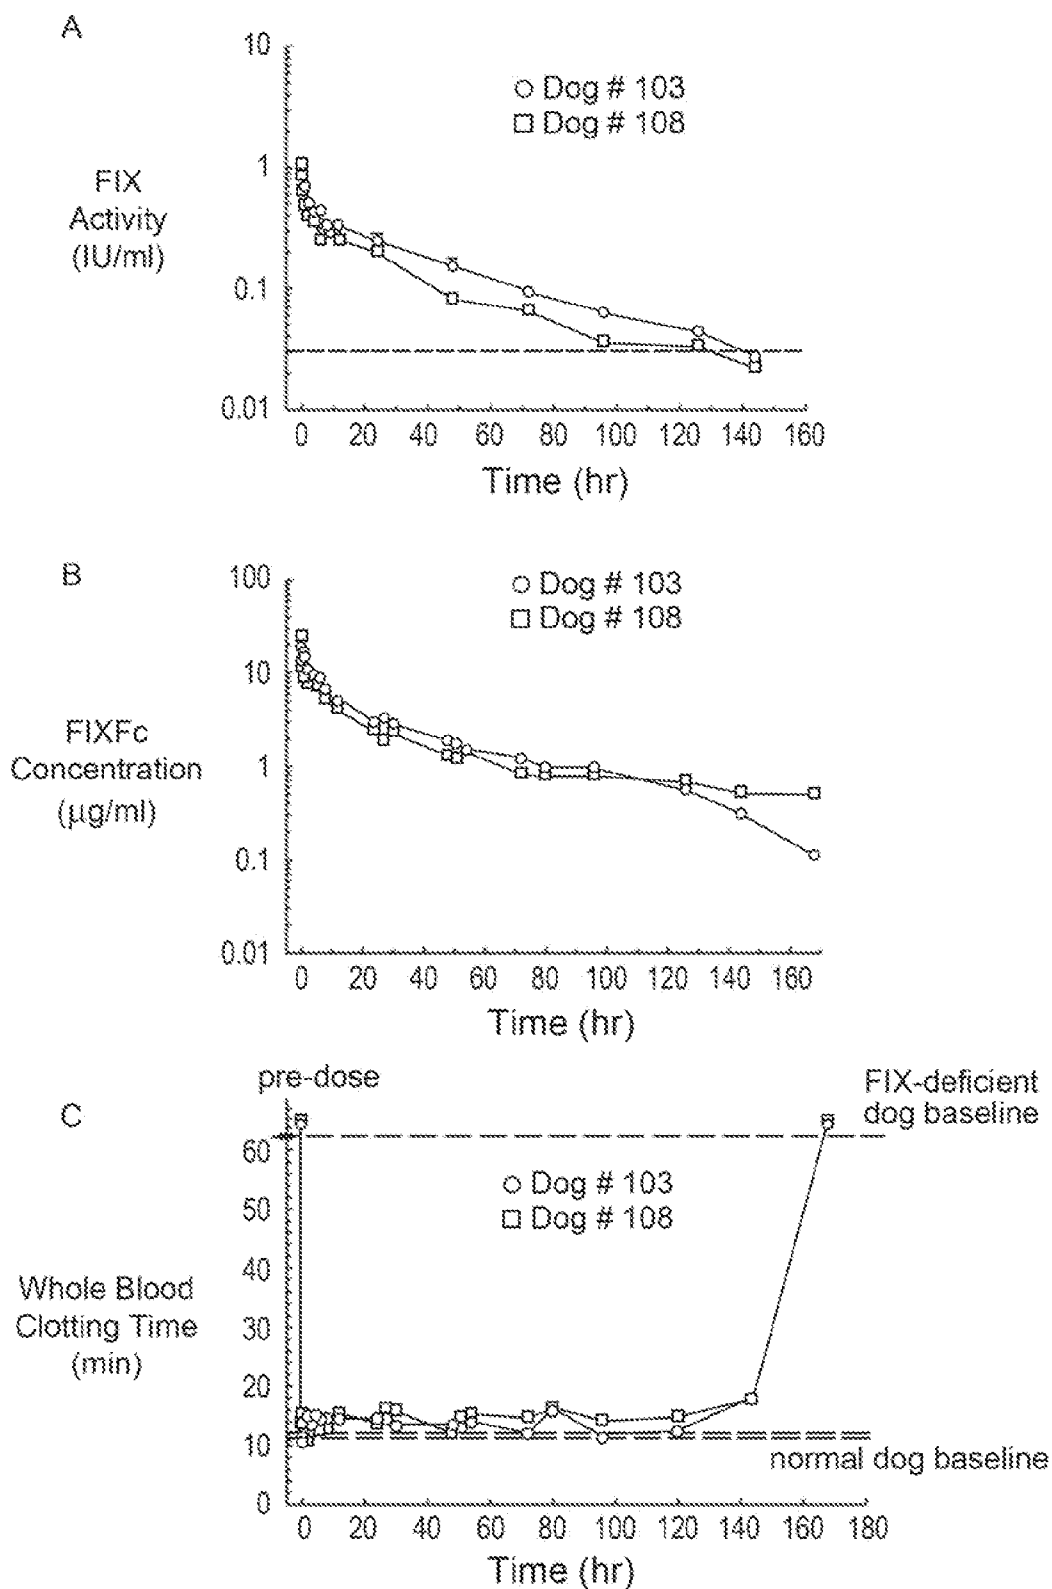 A
10
1
0.1
0.01
FIX
Activity
(IU/ml)
Dog # 103
Dog # 108
0 20 40 60 80 100 120 140 160
Time (hr)
B
100
10
1
0.1
0.01
FIXFc
Concentration
(µg/ml)
Dog # 103
Dog # 108
0 20 40 60 80 100 120 140 160
Time (hr)
C
pre-dose
FIX-deficient
dog baseline
60
50
40
30
20
10
0
Whole Blood
Clotting Time
(min)
Dog # 103
Dog # 108
normal dog baseline
0 20 40 60 80 100 120 140 160 180
Time (hr)